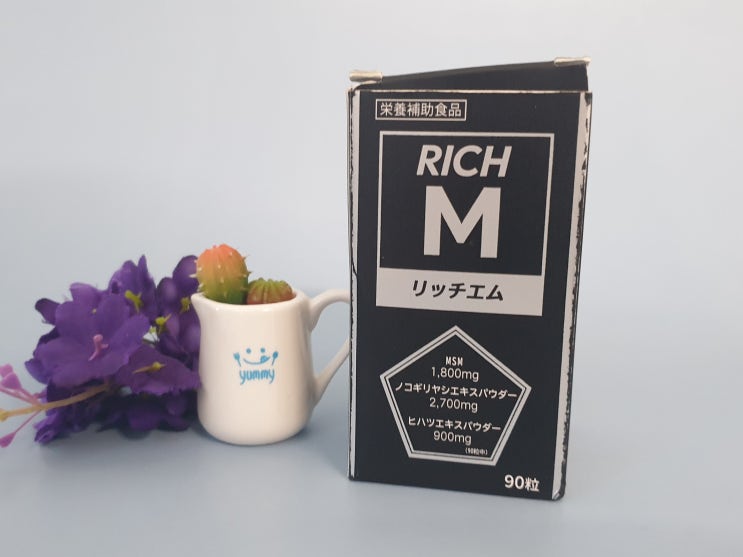 栄養補助食品
RICH
M
リッチエム
MSM
1,800mg
ノコギリヤシエキスパウダー
2,700mg
ヒハツエキスパウダー
900mg
(90粒中)
90粒
yummy